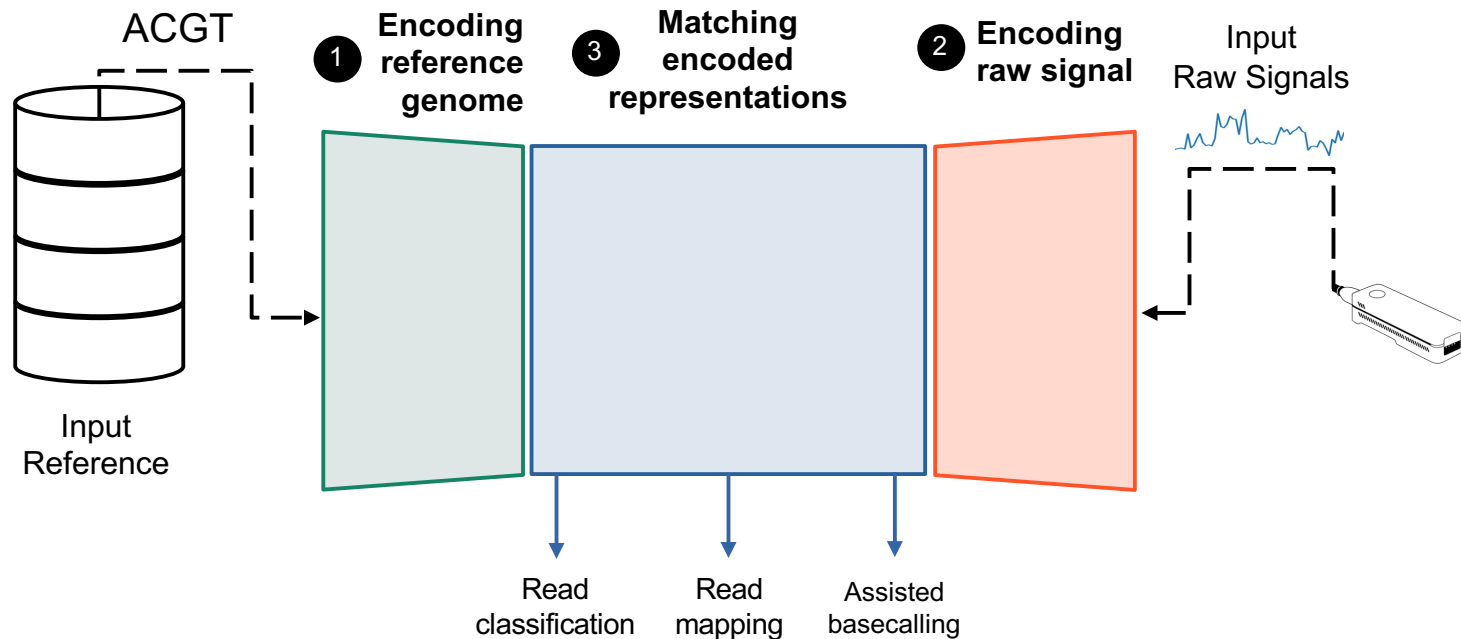 ACGT
Input
Reference
1
Encoding
reference
genome
3
Matching
encoded
representations
2
Encoding
raw signal
Input
Raw Signals
Read
classification
Read
mapping
Assisted
basecalling